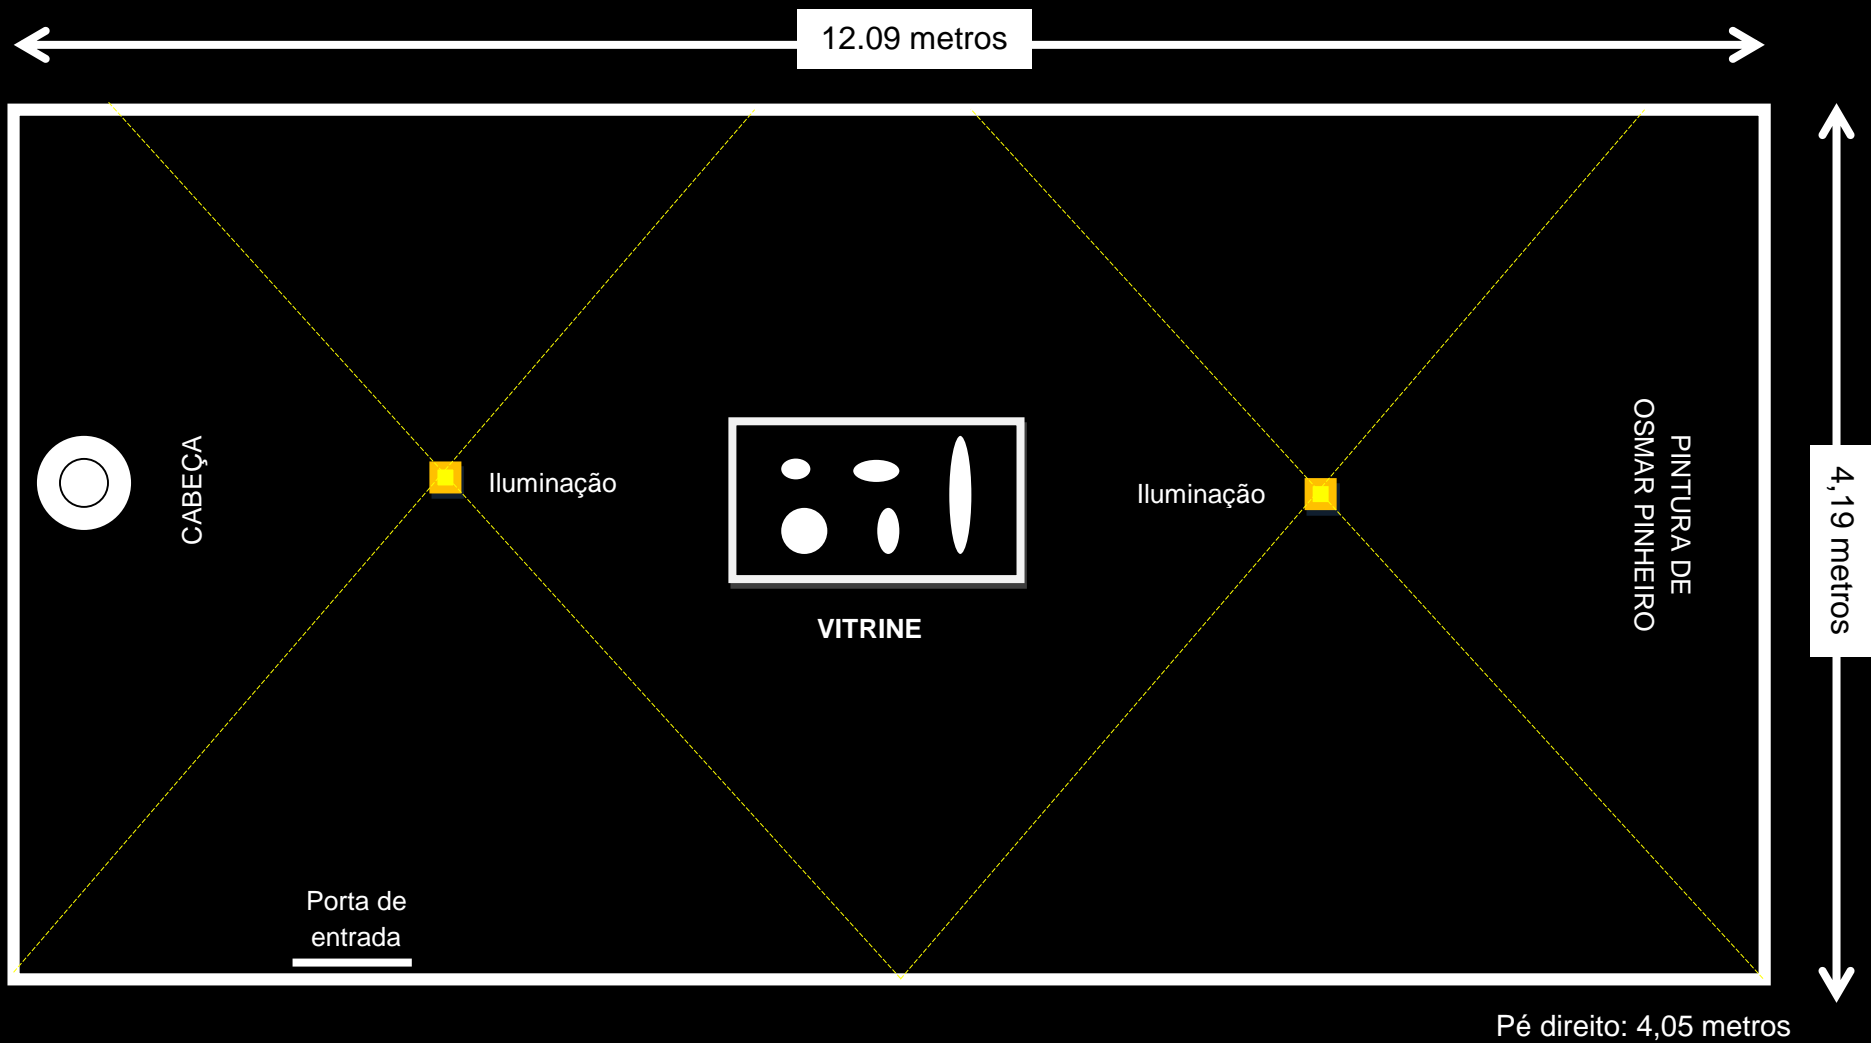 12.09 metros
CABEÇA
Iluminação
Iluminação
PINTURA DE
OSMAR PINHEIRO
4,19 metros
VITRINE
Porta de
entrada
Pé direito: 4,05 metros